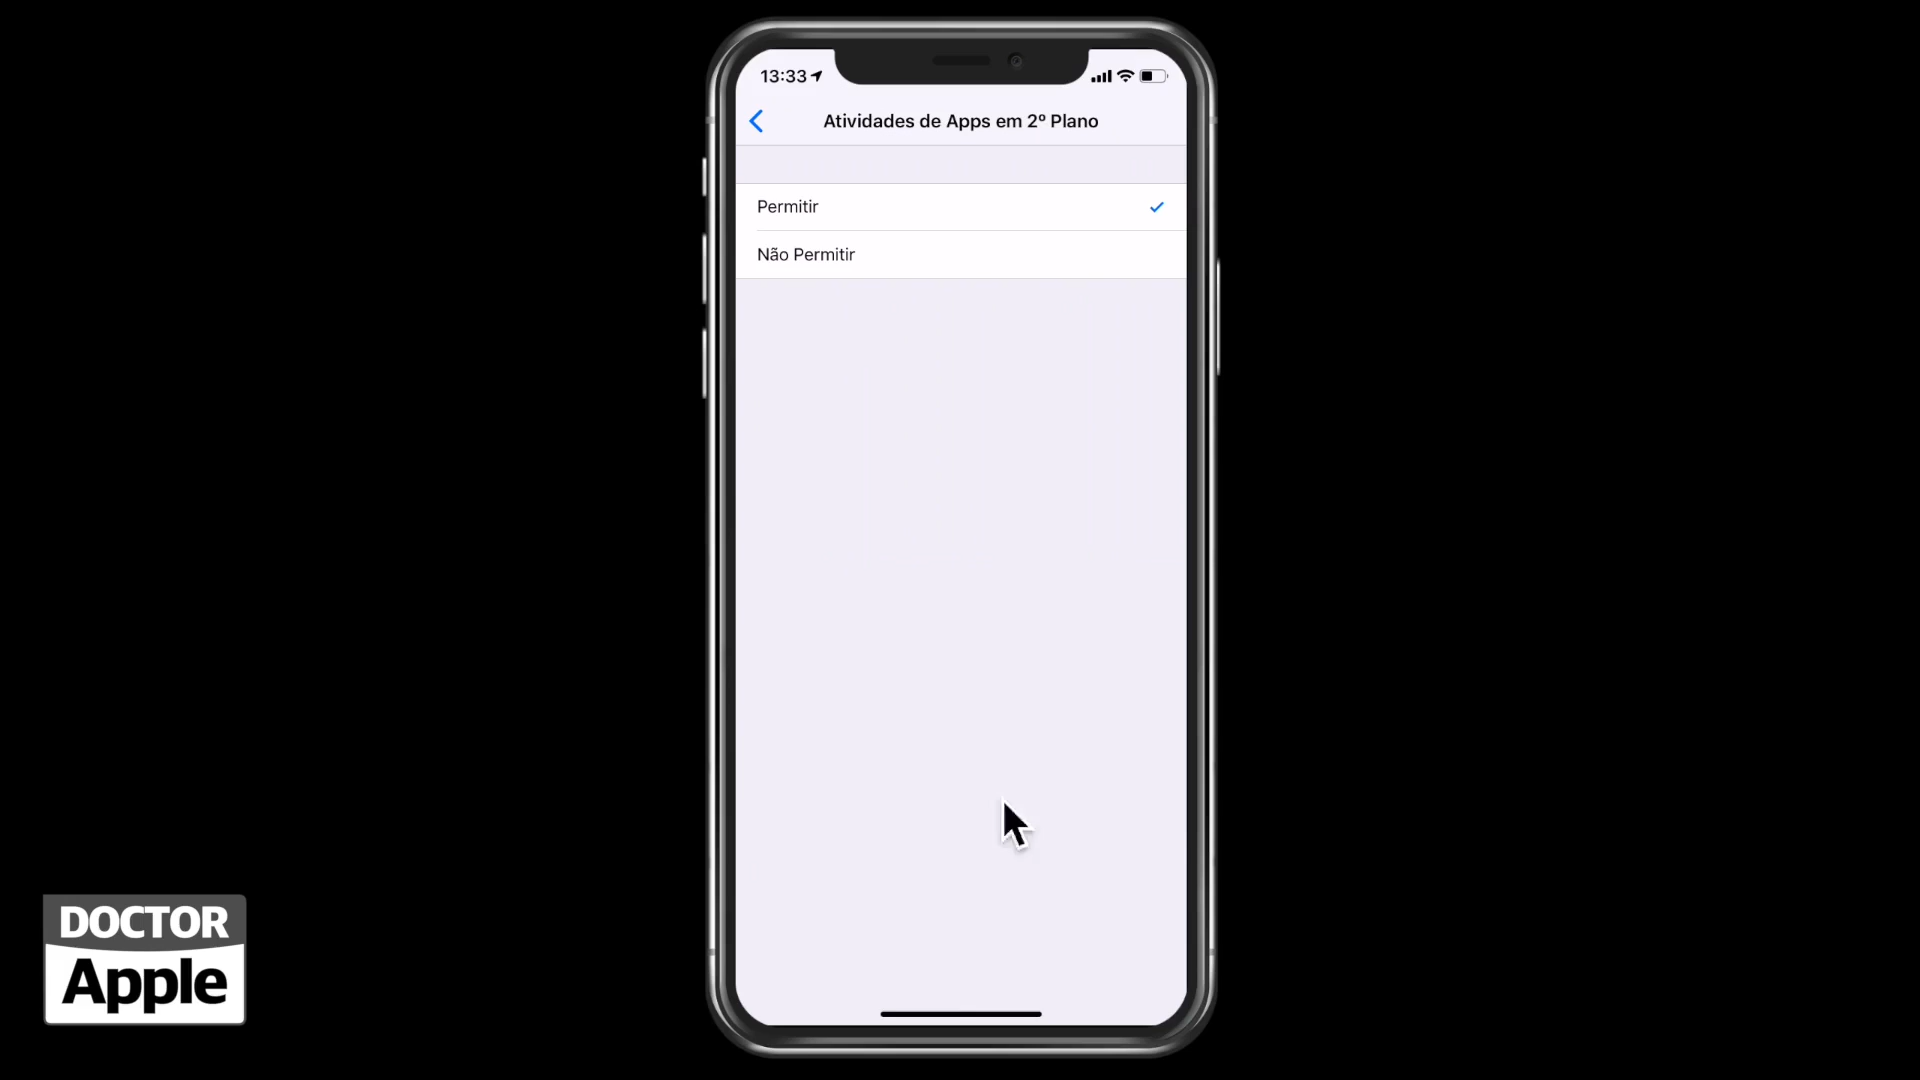 13:33
Atividades de Apps em 2º Plano
Permitir
Não Permitir
DOCTOR
Apple